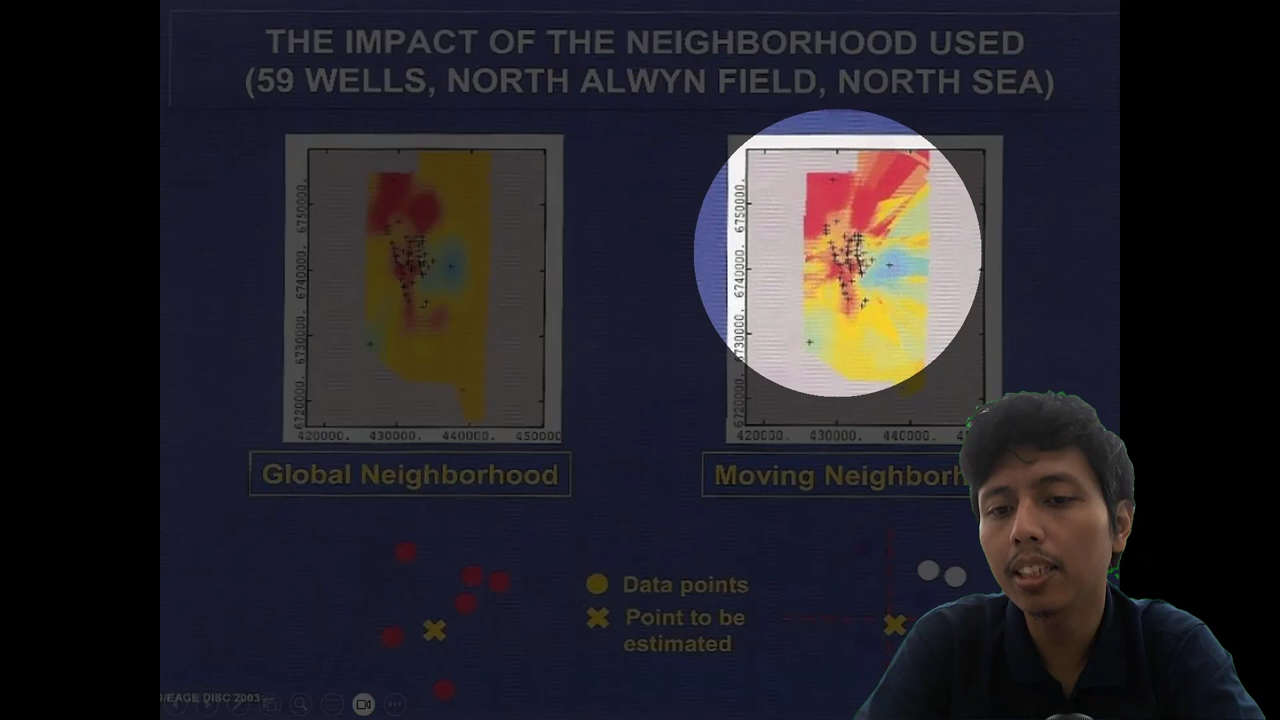 THE IMPACT OF THE NEIGHBORHOOD USED
(59 WELLS, NORTH ALWYN FIELD, NORTH SEA)
6750000.
6740000.
6730000.
6720000.
420000. 430000. 440000. 450000
6750000.
6740000.
6730000.
6720000.
420000. 430000. 440000.
Global Neighborhood
Moving Neighborh
Data points
Point to be
estimated
/EAGE DISC 2003